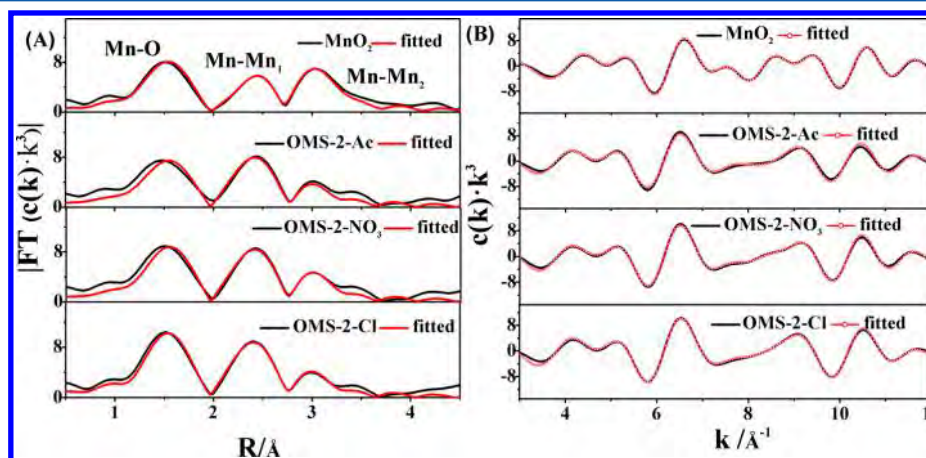 (A)
MnO₂ fitted
Mn-O
Mn-Mn₁
Mn-Mn₂
8
0
OMS-2-Ac fitted
8
0
OMS-2-NO₃ fitted
8
0
OMS-2-Cl fitted
8
0
1 2 3 4
R/Å
|FT (c(k)·k³)|
(B)
MnO₂ fitted
8
0
-8
OMS-2-Ac fitted
8
0
-8
OMS-2-NO₃ fitted
8
0
-8
OMS-2-Cl fitted
8
0
-8
4 6 8 10
k /Å⁻¹
c(k)·k³